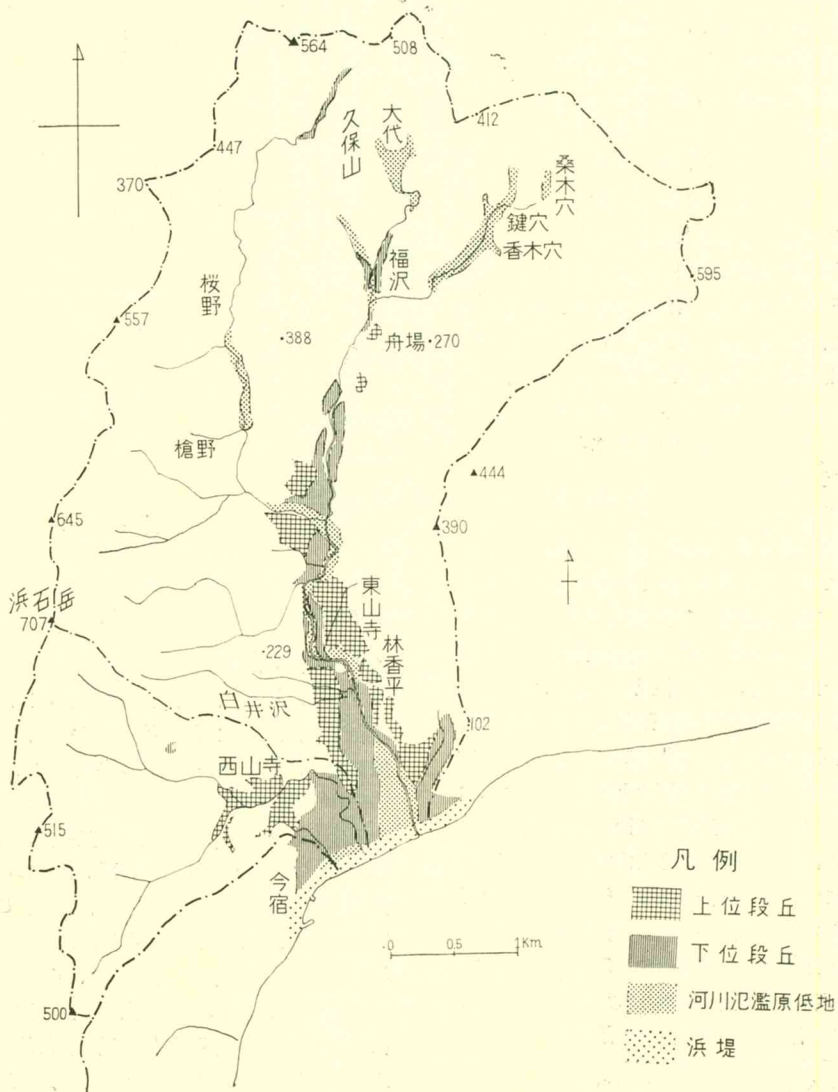 564
508
412
447
370
久保山
大代
桑木穴
鍵穴
香木穴
福沢
595
桜野
557
・388
舟場・270
槍野
444
645
390
浜石岳
707
東山寺
・229
林香平
白井沢
102
西山寺
515
今宿
0 0.5 1Km
500
凡例
上位段丘
下位段丘
河川氾濫原低地
浜堤